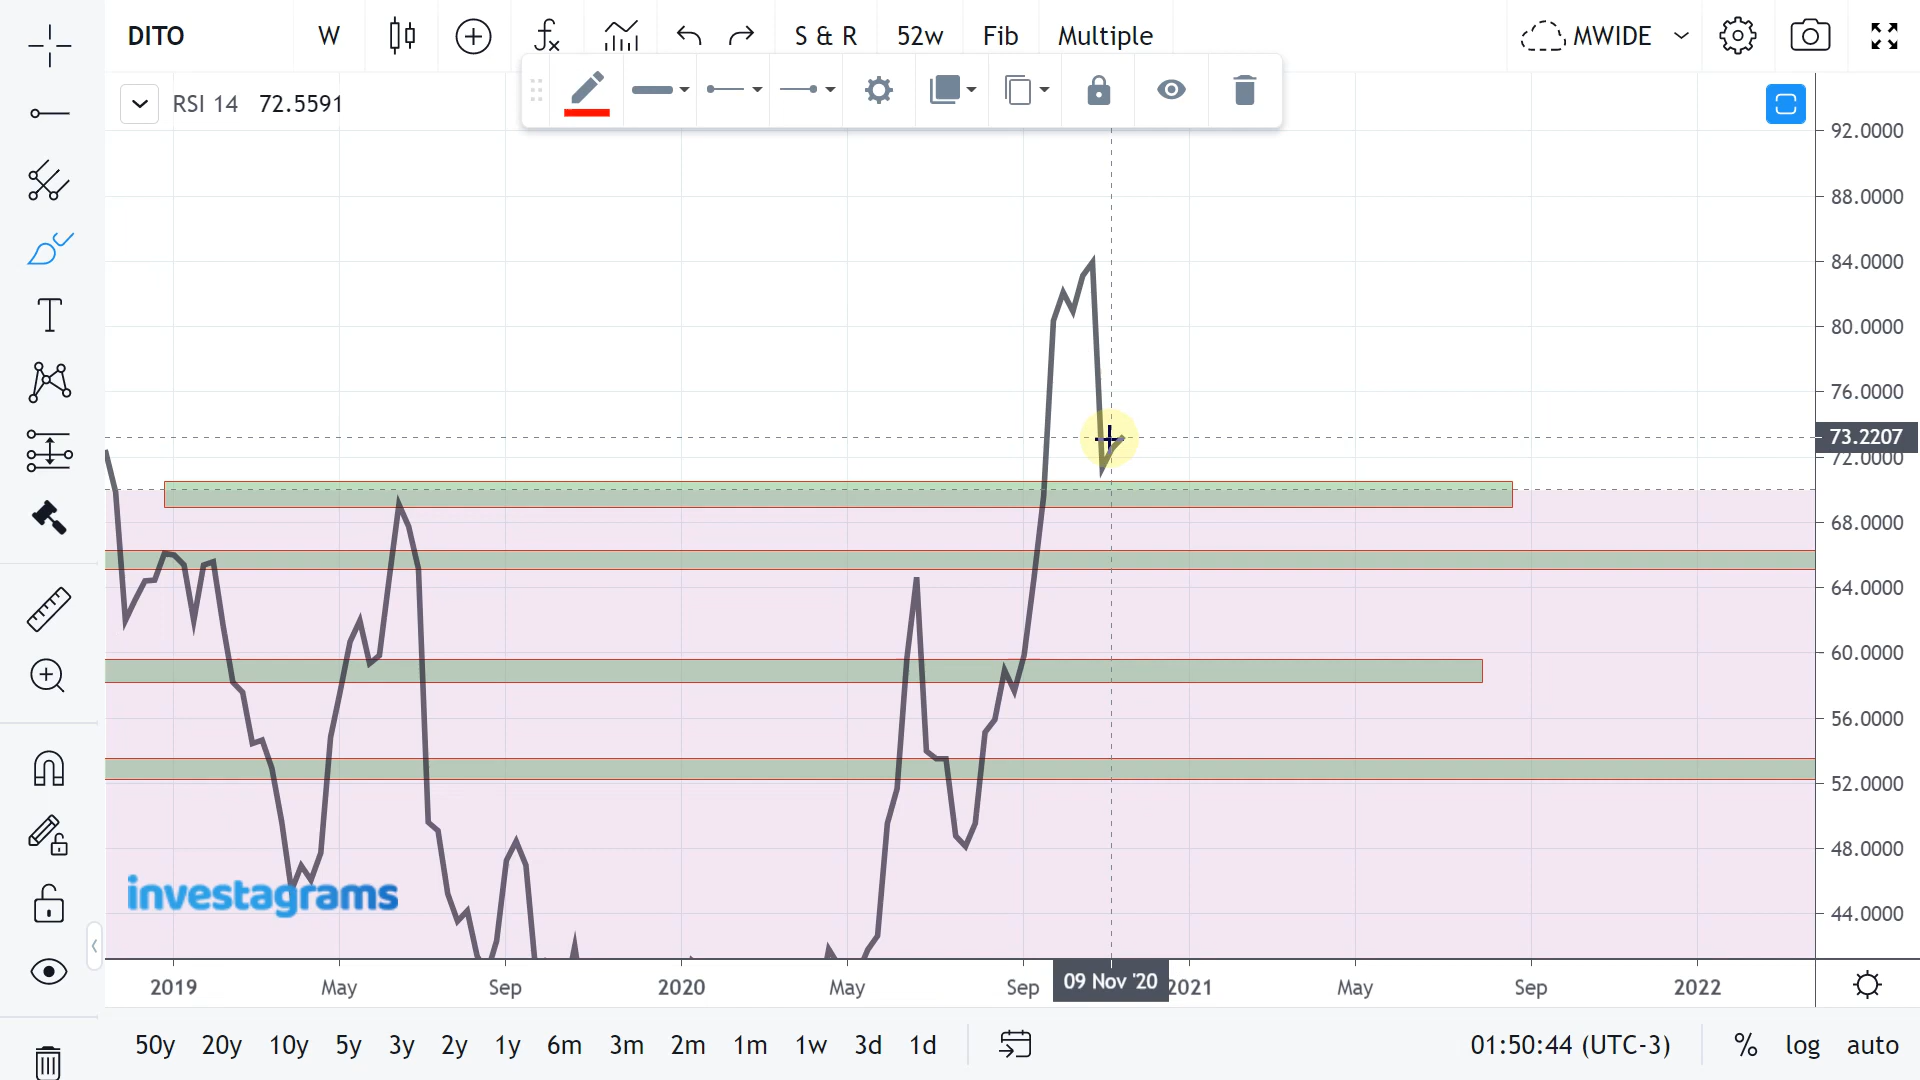 DITO W S & R 52w Fib Multiple MWIDE
RSI 14 72.5591
92.0000
88.0000
84.0000
80.0000
76.0000
73.2207
72.0000
68.0000
64.0000
60.0000
56.0000
52.0000
48.0000
44.0000
investagrams
2019 May Sep 2020 May Sep 09 Nov '20 2021 May Sep 2022
50y 20y 10y 5y 3y 2y 1y 6m 3m 2m 1m 1w 3d 1d 01:50:44 (UTC-3) % log auto